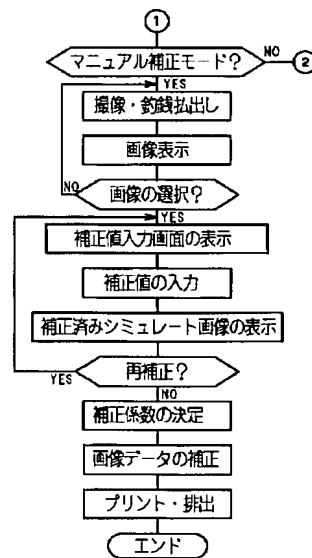 ①
マニュアル補正モード?
NO
②
YES
撮像・釣銭払出し
画像表示
NO
画像の選択?
YES
補正値入力画面の表示
補正値の入力
補正済みシミュレート画像の表示
再補正?
YES
NO
補正係数の決定
画像データの補正
プリント・排出
エンド